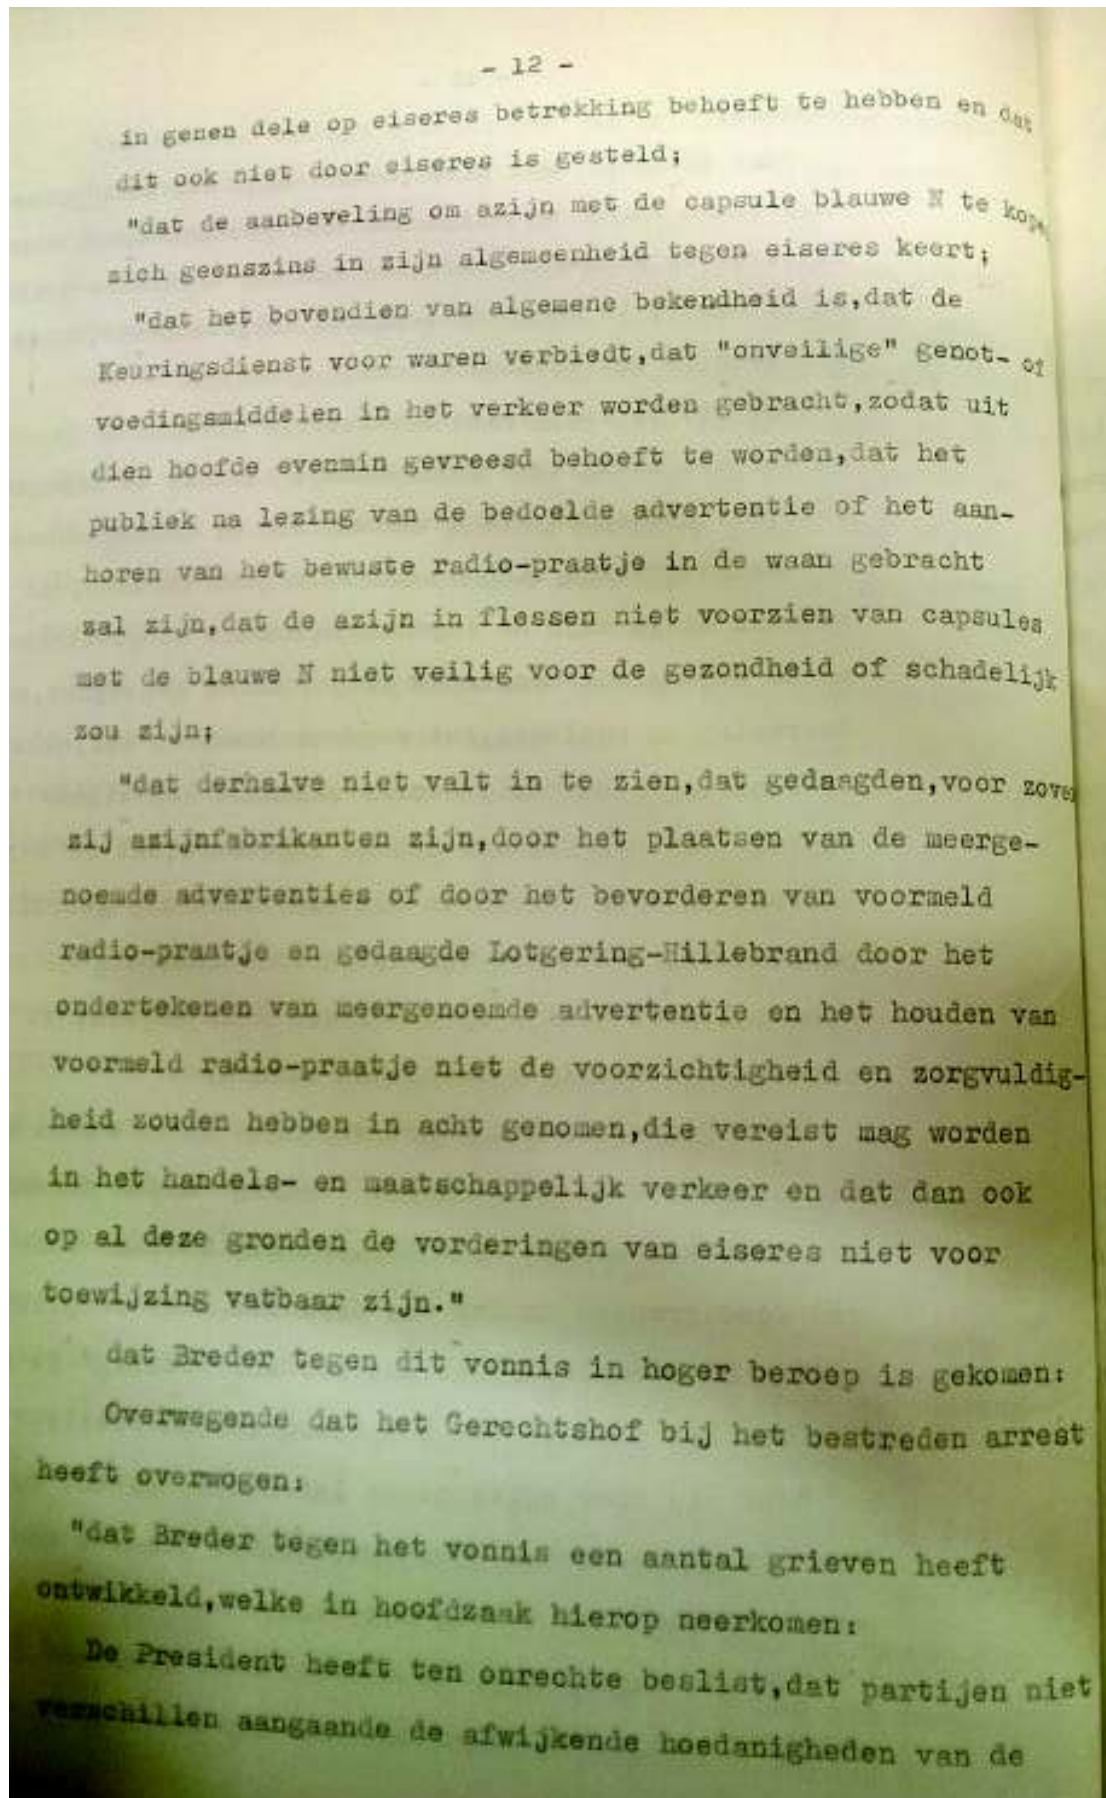 - 12 -
in genen dele op eiseres betrekking behoeft te hebben en dat
dit ook niet door eiseres is gesteld;
"dat de aanbeveling om azijn met de capsule blauwe N te
zich geenszins in zijn algemeenheid tegen eiseres keert;
"dat het bovendien van algemene bekendheid is,dat de
Keuringsdienst voor waren verbiedt,dat "onveilige" genot- of
voedingsmiddelen in het verkeer worden gebracht,zodat uit
dien hoofde evenmin gevreesd behoeft te worden,dat het
publiek na lezing van de bedoelde advertentie of het aan-
horen van het bewuste radio-praatje in de waan gebracht
zal zijn,dat de azijn in flessen niet voorzien van capsules
met de blauwe N niet veilig voor de gezondheid of schadelijk
zou zijn;
"dat derhalve niet valt in te zien,dat gedaagden,voor
zij azijnfabrikanten zijn,door het plaatsen van de meerge-
noemde advertenties of door het bevorderen van voormeld
radio-praatje en gedaagde Lotgering-Hillebrand door het
ondertekenen van meergenoemde advertentie en het houden van
voormeld radio-praatje niet de voorzichtigheid en zorgvuldig-
heid zouden hebben in acht genomen,die vereist mag worden
in het handels- en maatschappelijk verkeer en dat dan ook
op al deze gronden de vorderingen van eiseres niet voor
toewijzing vatbaar zijn."
dat Breder tegen dit vonnis in hoger beroep is gekomen:
Overwegende dat het Gerechtshof bij het bestreden arrest
heeft overwogen:
"dat Breder tegen het vonnis een aantal grieven heeft
ontwikkeld,welke in hoofdzaak hierop neerkomen:
De President heeft ten onrechte beslist,dat partijen niet
verschillen aangaande de afwijkende hoedanigheden van de